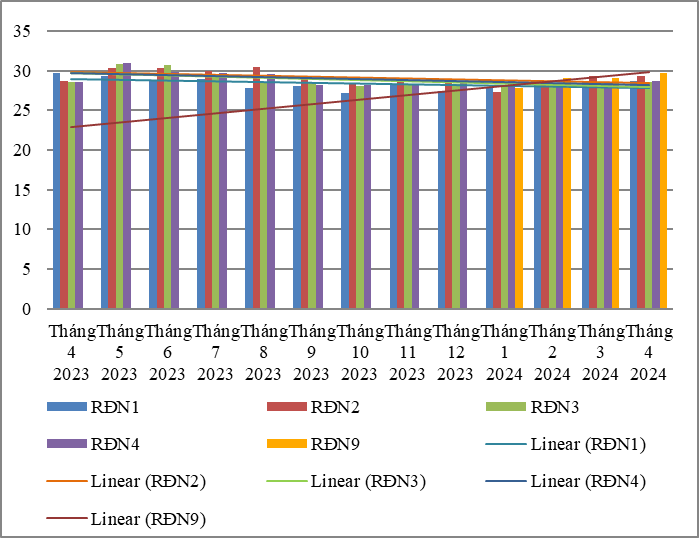 35
30
25
20
15
10
5
0
Tháng Tháng Tháng Tháng Tháng Tháng Tháng Tháng Tháng Tháng Tháng Tháng Tháng
4 5 6 7 8 9 10 11 12 1 2 3 4
2023 2023 2023 2023 2023 2023 2023 2023 2023 2024 2024 2024 2024
RĐN1 RĐN2 RĐN3
RĐN4 RĐN9 Linear (RĐN1)
Linear (RĐN2) Linear (RĐN3) Linear (RĐN4)
Linear (RĐN9)